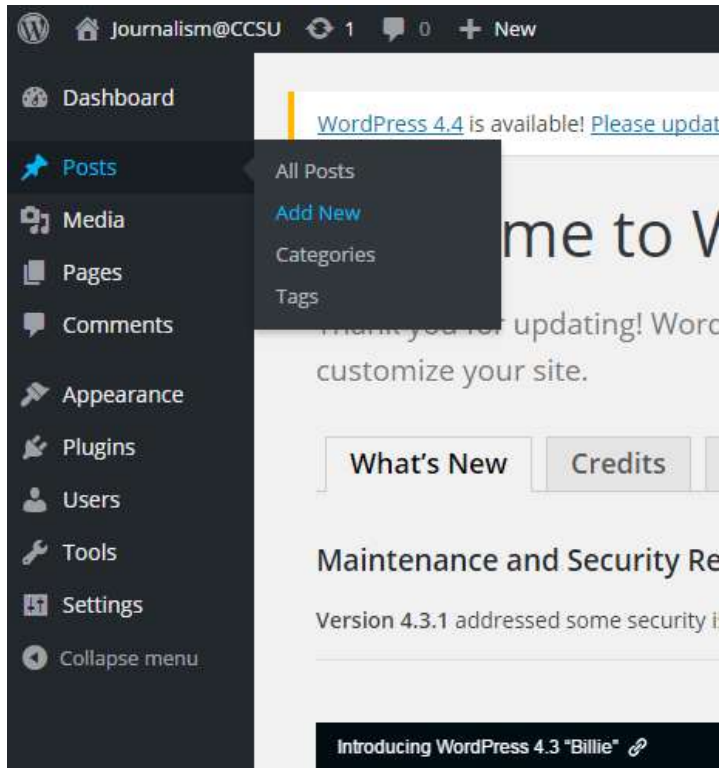 Journalism@CCSU 1 0 + New
Dashboard
WordPress 4.4 is available! Please updat
Posts
All Posts
Add New
Categories
Tags
Media
Pages
Comments
Appearance
Plugins
Users
Tools
Settings
Collapse menu
me to
updating! Word
customize your site.
What's New Credits
Maintenance and Security Re
Version 4.3.1 addressed some security i
Introducing WordPress 4.3 "Billie"